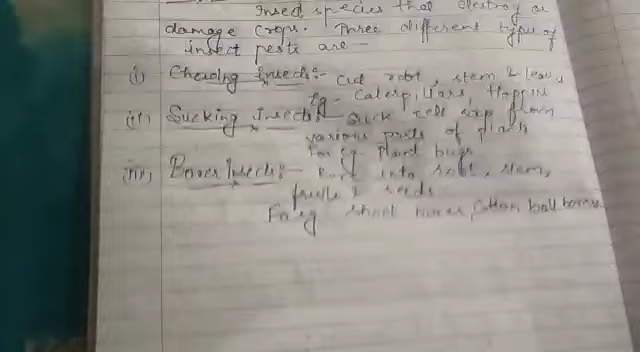 Insect species that destroy or
damage crops. Three different types of
insect pests are -
(i) Chewing insects:- Cut root, stem & leaves
Eg- Caterpillars, Hoppers
(ii) Sucking Insects:- Suck cell sap from
various parts of plants
For eg plant bugs
(iii) Borer Insects:- Bore into root, stem,
fruits & seeds
For eg shoot borer, Cotton ball borer